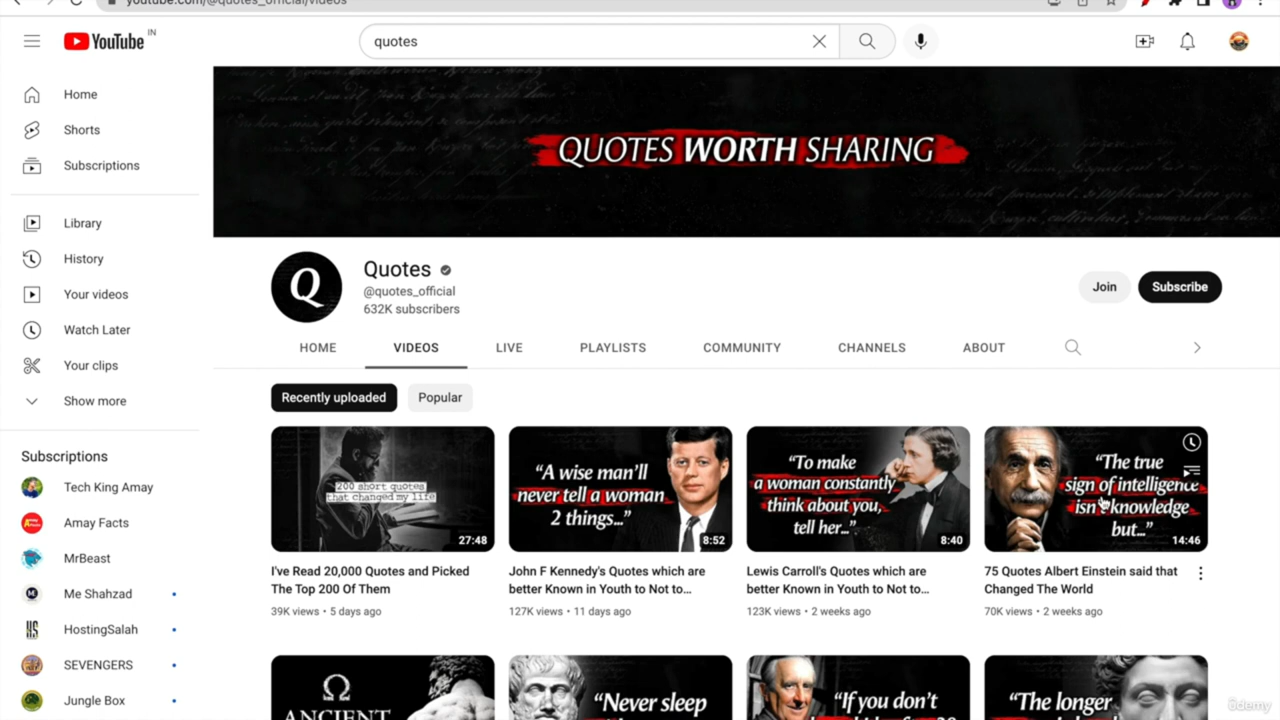 youtube.com/@quotes_official/videos
YouTube IN
quotes
Home
Shorts
Subscriptions
Library
History
Your videos
Watch Later
Your clips
Show more
Subscriptions
Tech King Amay
Amay Facts
MrBeast
Me Shahzad
HostingSalah
SEVENGERS
Jungle Box
QUOTES WORTH SHARING
Q
Quotes
@quotes_official
632K subscribers
Join
Subscribe
HOME
VIDEOS
LIVE
PLAYLISTS
COMMUNITY
CHANNELS
ABOUT
Recently uploaded
Popular
200 short quotes
that changed my life
27:48
I've Read 20,000 Quotes and Picked
The Top 200 Of Them
39K views • 5 days ago
“A wise man’ll
never tell a woman
2 things...”
8:52
John F Kennedy's Quotes which are
better Known in Youth to Not to…
127K views • 11 days ago
“To make
a woman constantly
think about you,
tell her...”
8:40
Lewis Carroll's Quotes which are
better Known in Youth to Not to…
123K views • 2 weeks ago
“The true
sign of intelligence
isn’t knowledge
but...”
14:46
75 Quotes Albert Einstein said that
Changed The World
70K views • 2 weeks ago
Ω
ANCIENT
“Never sleep
“If you don’t
“The longer
ûdemy